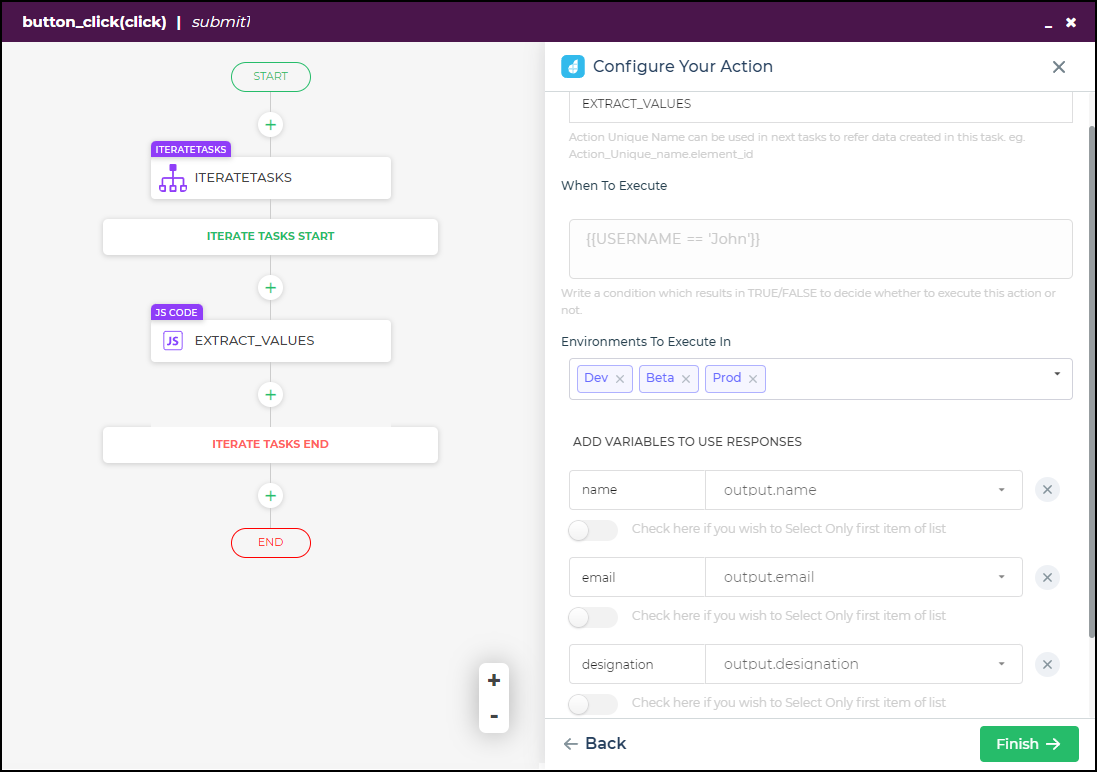 button_click(click) | submit1
START
ITERATETASKS
ITERATETASKS
ITERATE TASKS START
JS CODE
JS EXTRACT_VALUES
ITERATE TASKS END
END
+
-
Configure Your Action
EXTRACT_VALUES
Action Unique Name can be used in next tasks to refer data created in this task. eg.
Action_Unique_name.element_id
When To Execute
{{USERNAME == 'John'}}
Write a condition which results in TRUE/FALSE to decide whether to execute this action or
not.
Environments To Execute In
Dev Beta Prod
ADD VARIABLES TO USE RESPONSES
name output.name
Check here if you wish to Select Only first item of list
email output.email
Check here if you wish to Select Only first item of list
designation output.designation
Check here if you wish to Select Only first item of list
Back
Finish